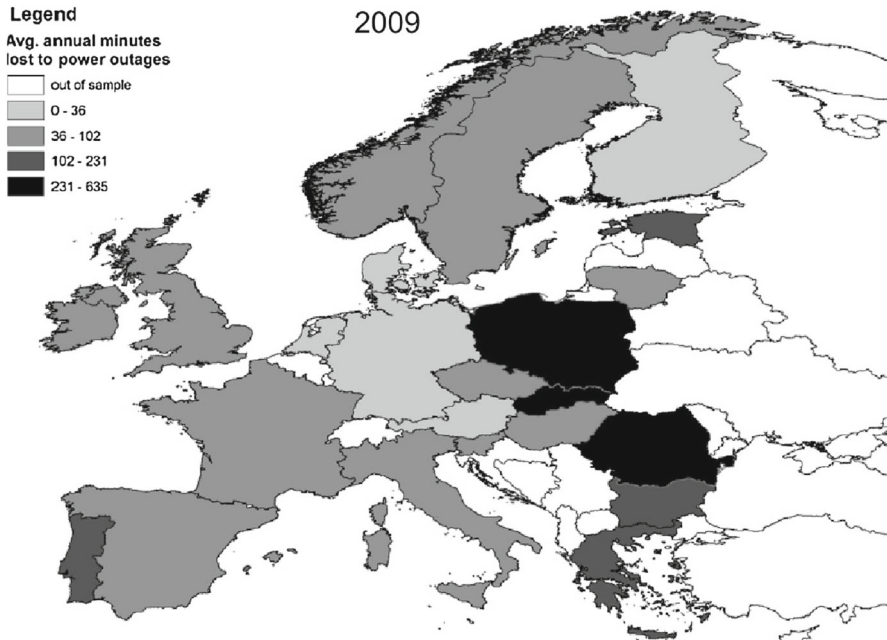 Legend
2009
Avg. annual minutes
lost to power outages
out of sample
0 - 36
36 - 102
102 - 231
231 - 635